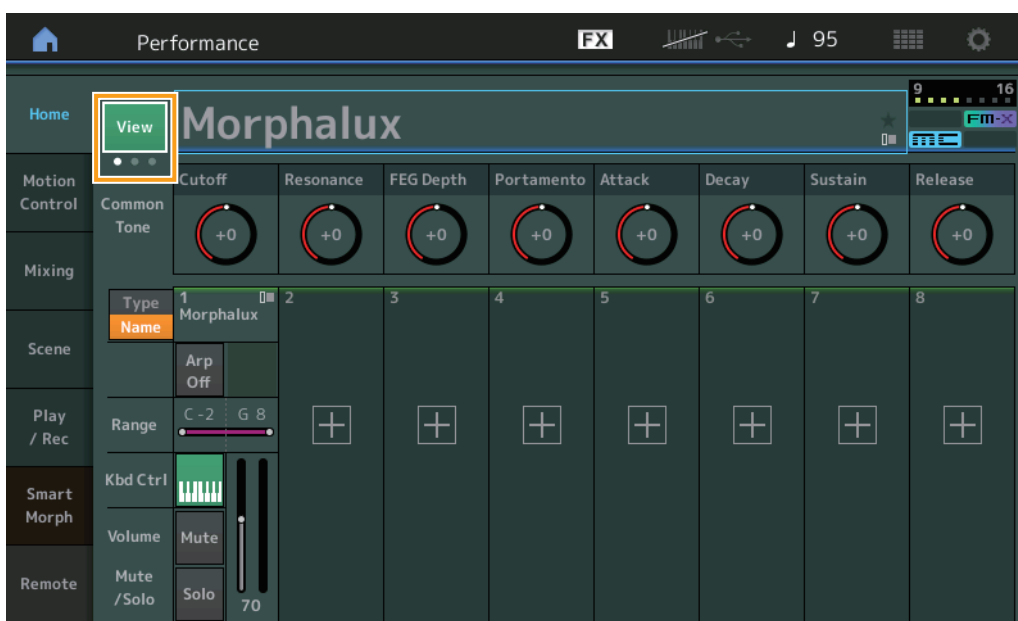 Performance
FX
95
Home
View
Morphalux
9 16
FM-X
MC
Motion
Control
Common
Tone
Cutoff
Resonance
FEG Depth
Portamento
Attack
Decay
Sustain
Release
+0
+0
+0
+0
+0
+0
+0
+0
Mixing
Type
Name
1
Morphalux
2
3
4
5
6
7
8
Scene
Arp
Off
Play
/ Rec
Range
C -2
G 8
Smart
Morph
Kbd Ctrl
Volume
Mute
Remote
Mute
/Solo
Solo
70